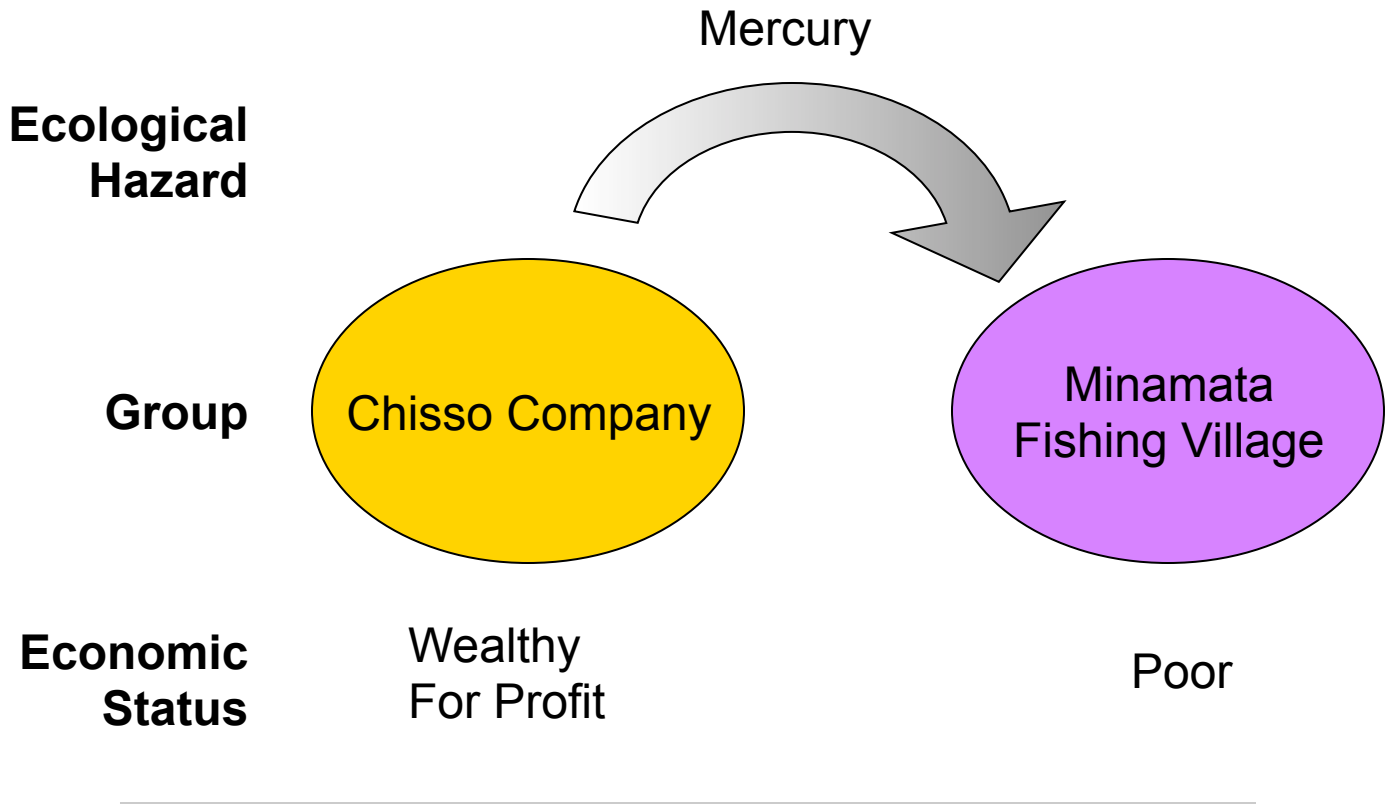 Mercury
Ecological
Hazard
Group
Chisso Company
Minamata
Fishing Village
Economic
Status
Wealthy
For Profit
Poor